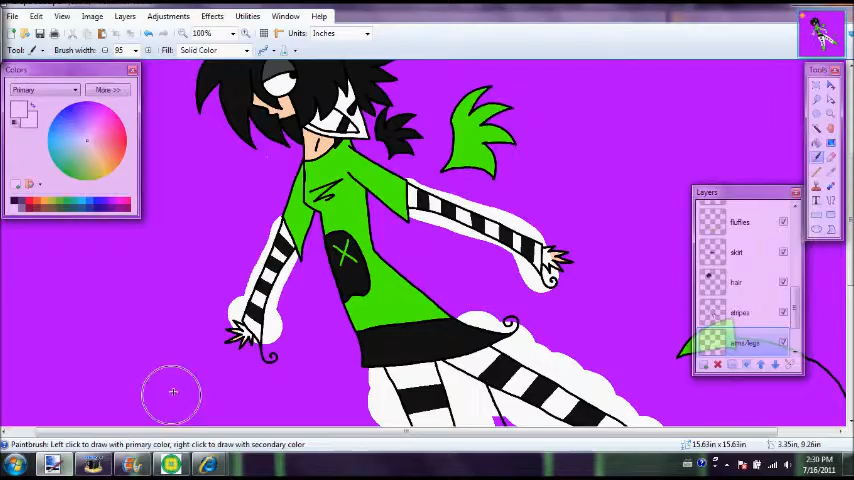 File Edit View Image Layers Adjustments Effects Utilities Window Help
100% Units: Inches
Tool: Brush width: 95 Fill: Solid Color
Colors
Primary More >>
Tools
Layers
fluffies
skirt
hair
stripes
arms/legs
Paintbrush: Left click to draw with primary color, right click to draw with secondary color
15.63in x 15.63in
3.35in, 9.26in
2:30 PM
7/16/2011